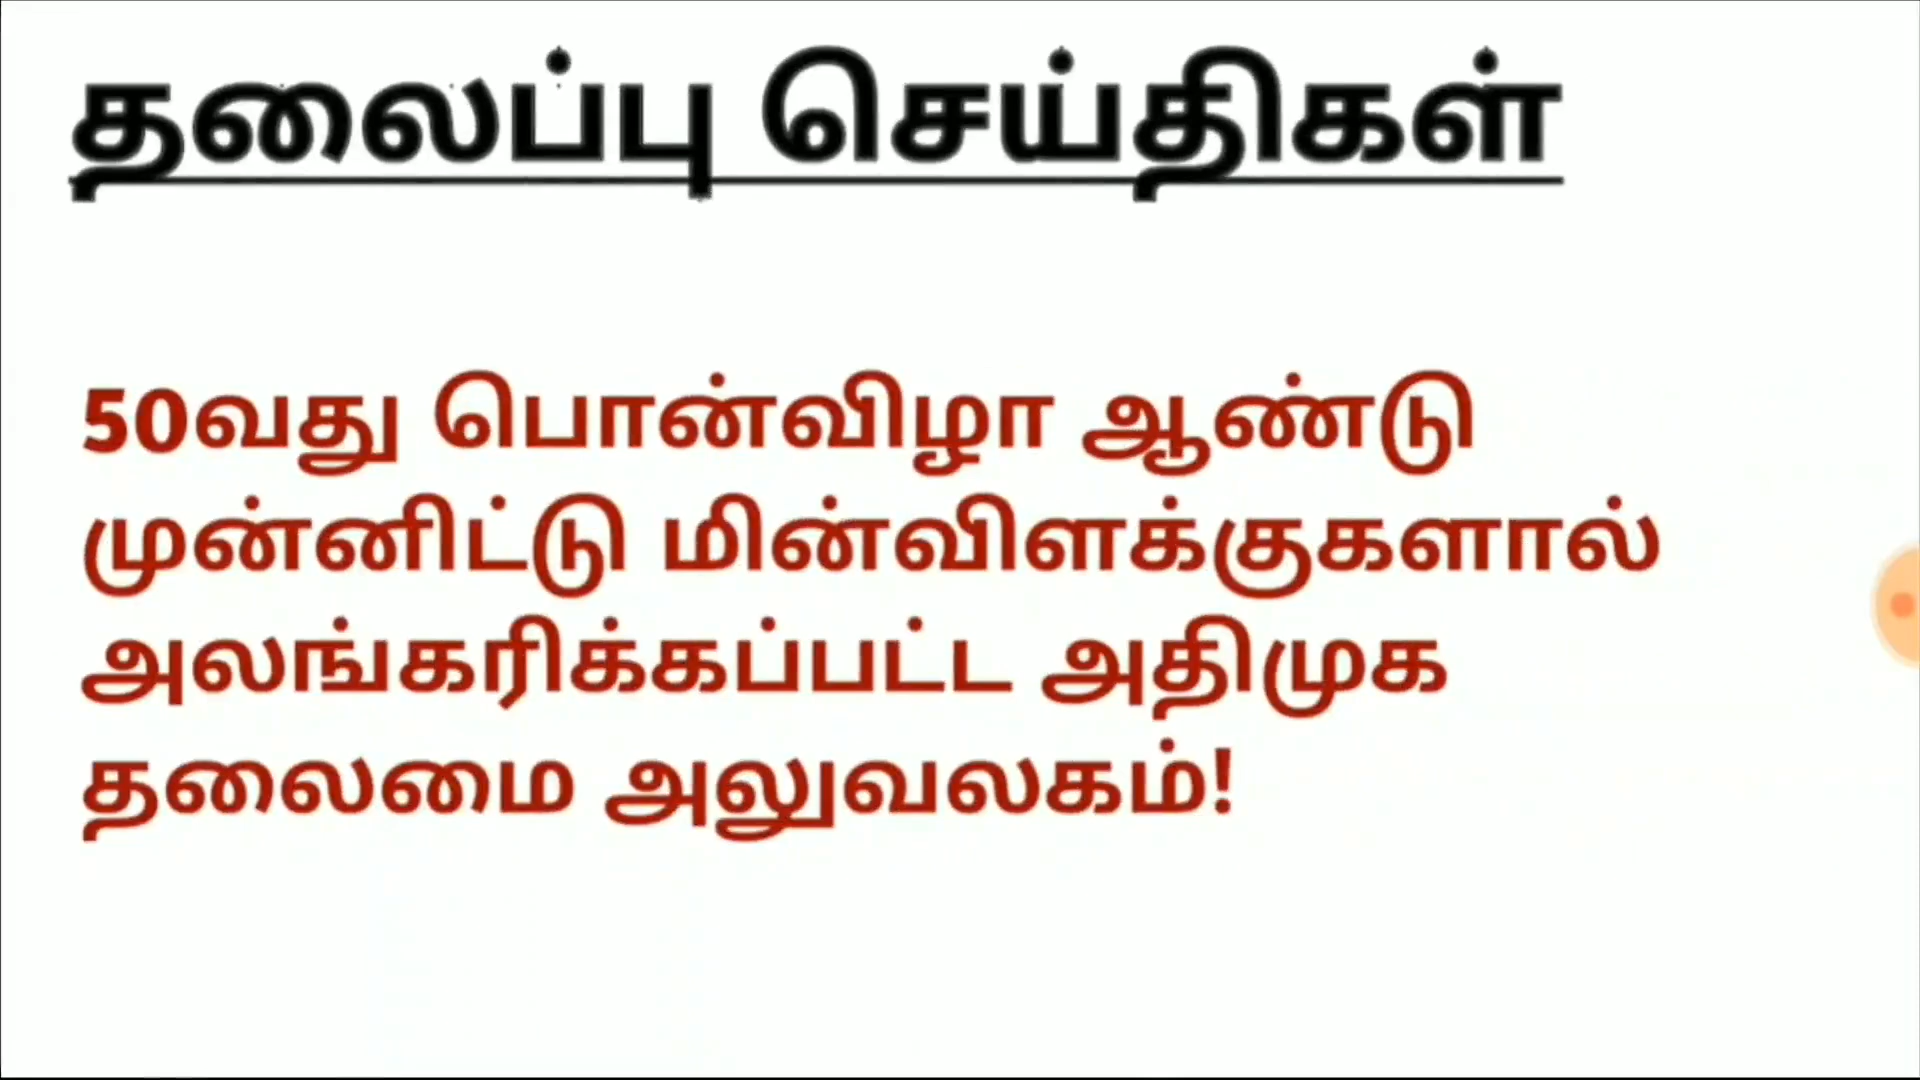 தலைப்பு செய்திகள்
50வது பொன்விழா ஆண்டு
முன்னிட்டு மின்விளக்குகளால்
அலங்கரிக்கப்பட்ட அதிமுக
தலைமை அலுவலகம்!